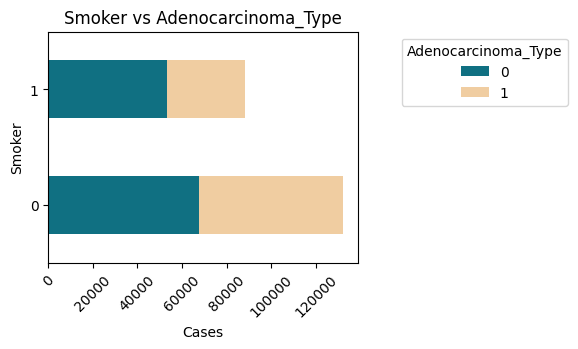 Smoker vs Adenocarcinoma_Type
Adenocarcinoma_Type
0
1
Smoker
1
0
0
20000
40000
60000
80000
100000
120000
Cases